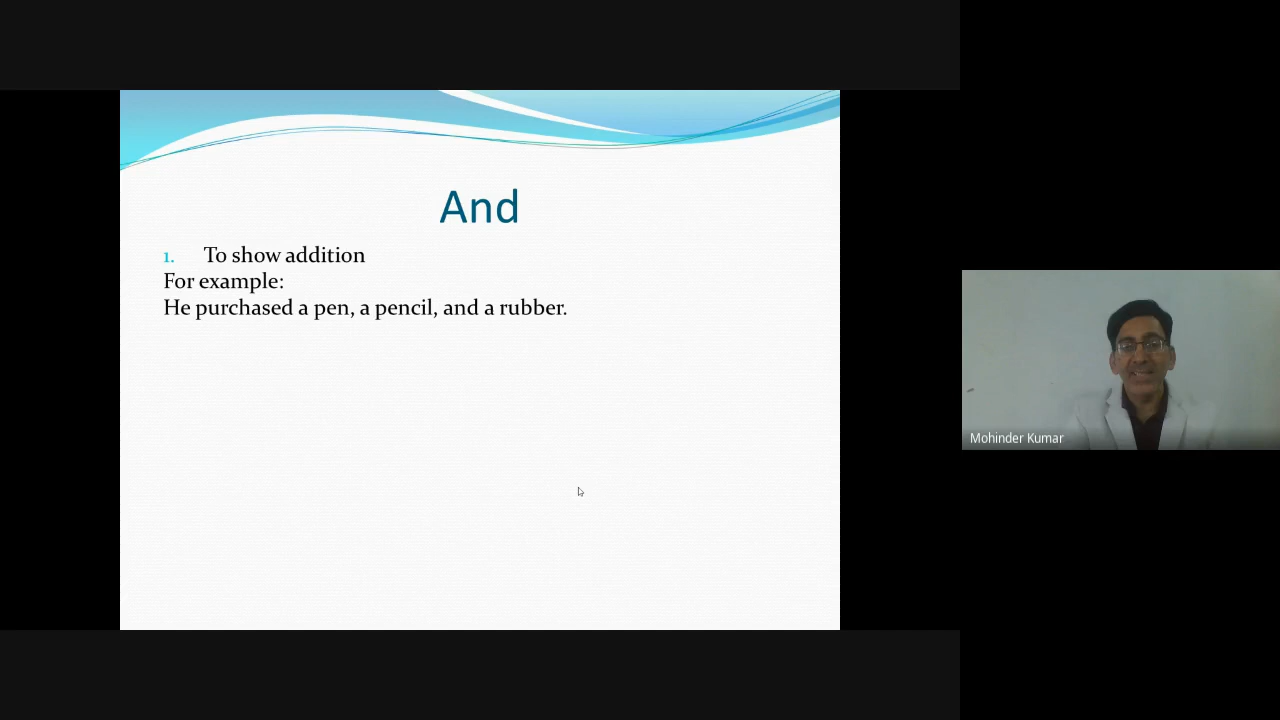 And
1. To show addition
For example:
He purchased a pen, a pencil, and a rubber.
Mohinder Kumar